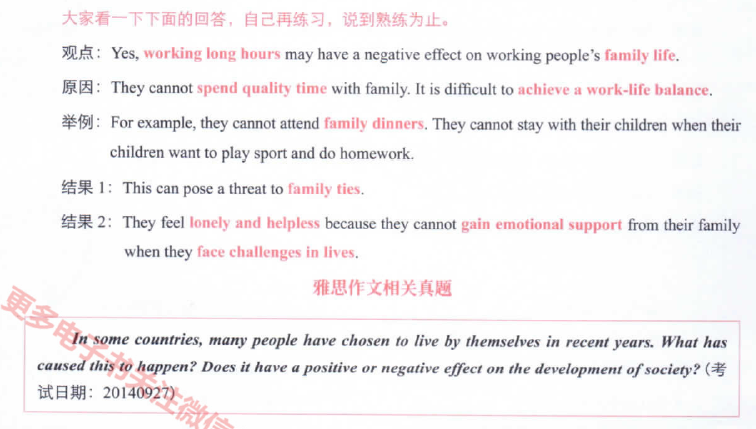 大家看一下下面的回答，自己再练习，说到熟练为止。
观点：Yes, working long hours may have a negative effect on working people's family life.
原因：They cannot spend quality time with family. It is difficult to achieve a work-life balance.
举例：For example, they cannot attend family dinners. They cannot stay with their children when their
children want to play sport and do homework.
结果 1：This can pose a threat to family ties.
结果 2：They feel lonely and helpless because they cannot gain emotional support from their family
when they face challenges in lives.
雅思作文相关真题
In some countries, many people have chosen to live by themselves in recent years. What has
caused this to happen? Does it have a positive or negative effect on the development of society? (考
试日期：20140927)
更多电子书关注微信